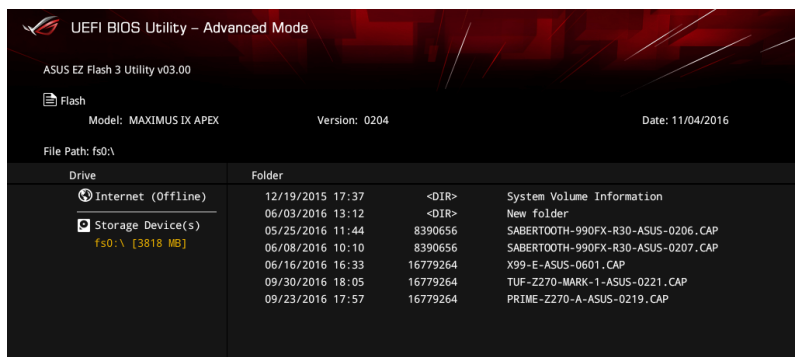 UEFI BIOS Utility – Advanced Mode
ASUS EZ Flash 3 Utility v03.00
Flash
Model: MAXIMUS IX APEX Version: 0204 Date: 11/04/2016
File Path: fs0:\
Drive Folder
Internet (Offline) 12/19/2015 17:37 <DIR> System Volume Information
06/03/2016 13:12 <DIR> New folder
Storage Device(s) 05/25/2016 11:44 8390656 SABERTOOTH-990FX-R30-ASUS-0206.CAP
fs0:\ [3818 MB] 06/08/2016 10:10 8390656 SABERTOOTH-990FX-R30-ASUS-0207.CAP
06/16/2016 16:33 16779264 X99-E-ASUS-0601.CAP
09/30/2016 18:05 16779264 TUF-Z270-MARK-1-ASUS-0221.CAP
09/23/2016 17:57 16779264 PRIME-Z270-A-ASUS-0219.CAP